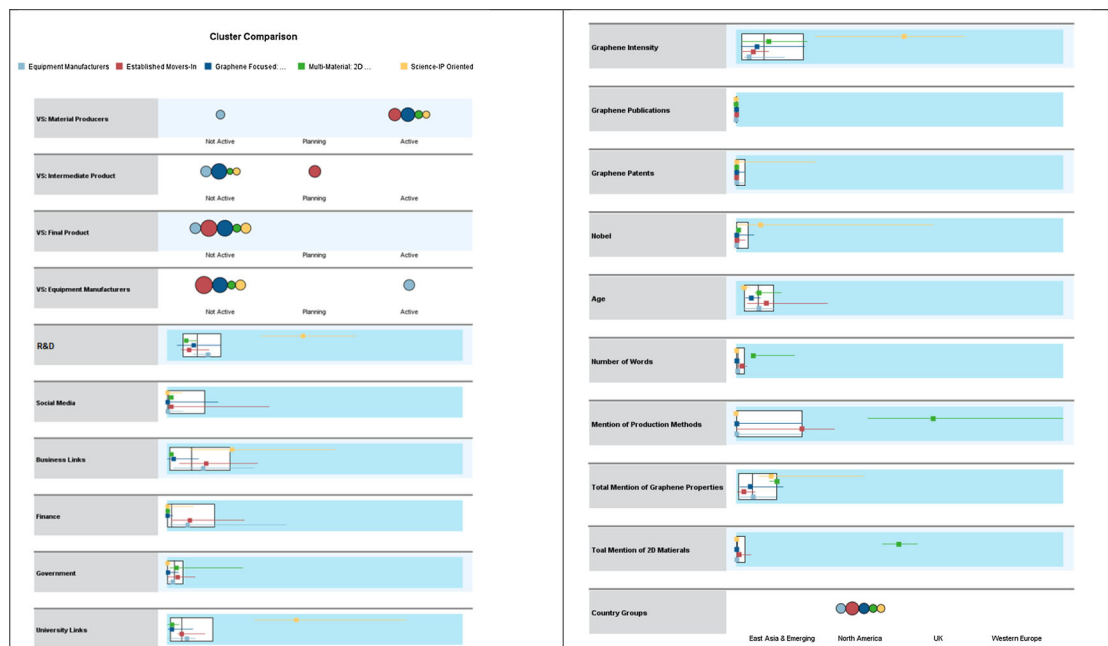 Cluster Comparison
Equipment Manufacturers Established Movers-In Graphene Focused: ... Multi-Material: 2D ... Science-IP Oriented
VS: Material Producers
Not Active Planning Active
VS: Intermediate Product
Not Active Planning Active
VS: Final Product
Not Active Planning Active
VS: Equipment Manufacturers
Not Active Planning Active
R&D
Social Media
Business Links
Finance
Government
University Links
Graphene Intensity
Graphene Publications
Graphene Patents
Nobel
Age
Number of Words
Mention of Production Methods
Total Mention of Graphene Properties
Toal Mention of 2D Matierals
Country Groups
East Asia & Emerging North America UK Western Europe